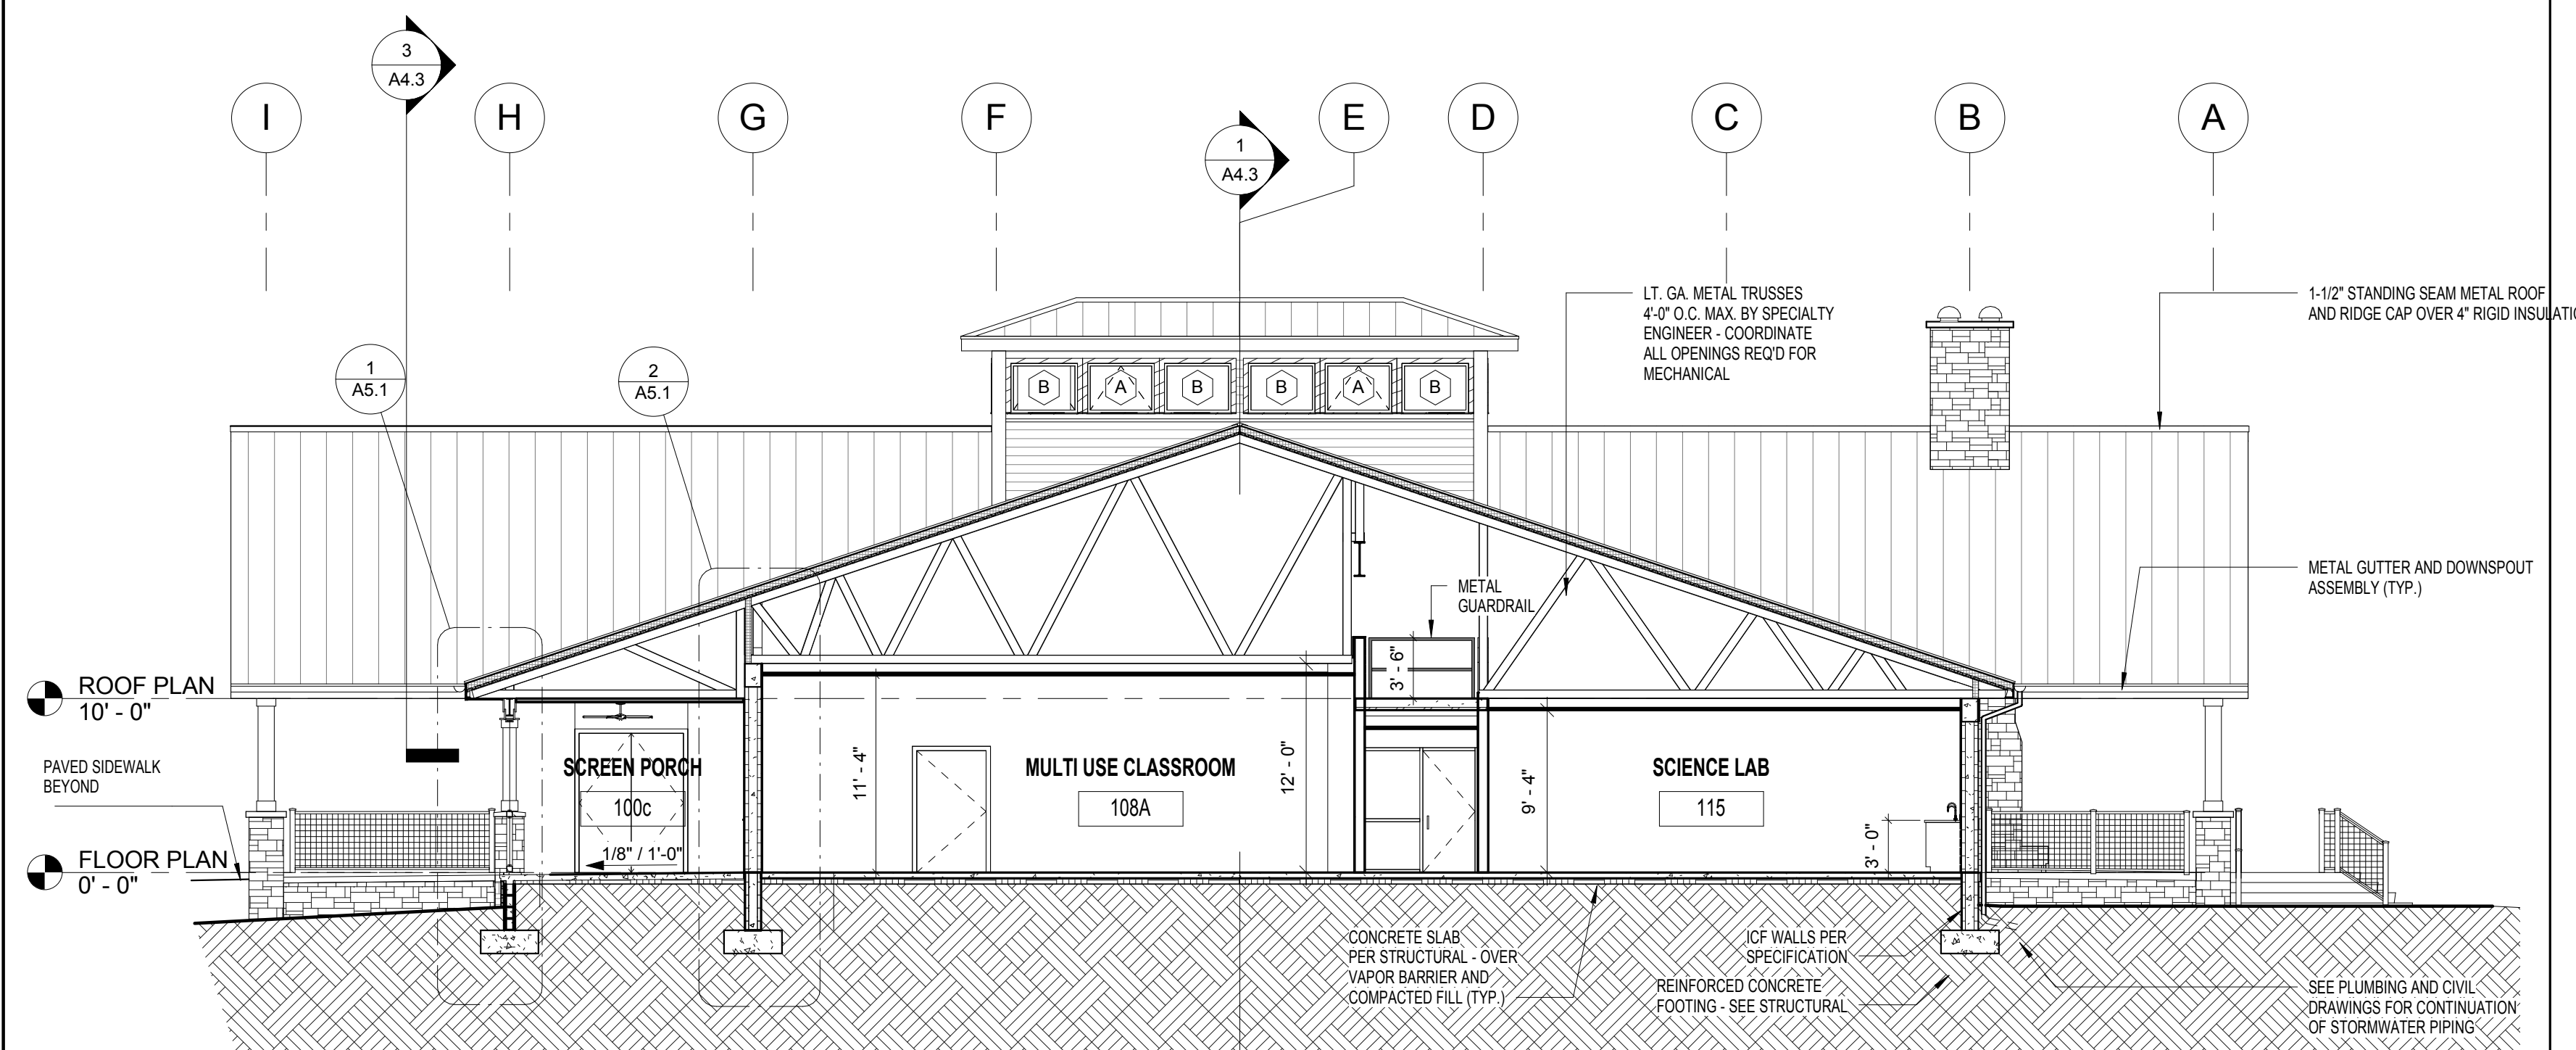 3
A4.3
I
H
G
F
E
D
C
B
A
1
A4.3
LT. GA. METAL TRUSSES
4'-0" O.C. MAX. BY SPECIALTY
ENGINEER - COORDINATE
ALL OPENINGS REQ'D FOR
MECHANICAL
1-1/2" STANDING SEAM METAL ROOF
AND RIDGE CAP OVER 4" RIGID INSULATIO
1
A5.1
2
A5.1
B
A
B
B
A
B
METAL GUTTER AND DOWNSPOUT
ASSEMBLY (TYP.)
METAL
GUARDRAIL
3' - 6"
ROOF PLAN
10' - 0"
PAVED SIDEWALK
BEYOND
SCREEN PORCH
100c
1/8" / 1'-0"
11' - 4"
MULTI USE CLASSROOM
108A
12' - 0"
9' - 4"
SCIENCE LAB
115
3' - 0"
FLOOR PLAN
0' - 0"
CONCRETE SLAB
PER STRUCTURAL - OVER
VAPOR BARRIER AND
COMPACTED FILL (TYP.)
ICF WALLS PER
SPECIFICATION
REINFORCED CONCRETE
FOOTING - SEE STRUCTURAL
SEE PLUMBING AND CIVIL
DRAWINGS FOR CONTINUATION
OF STORMWATER PIPING